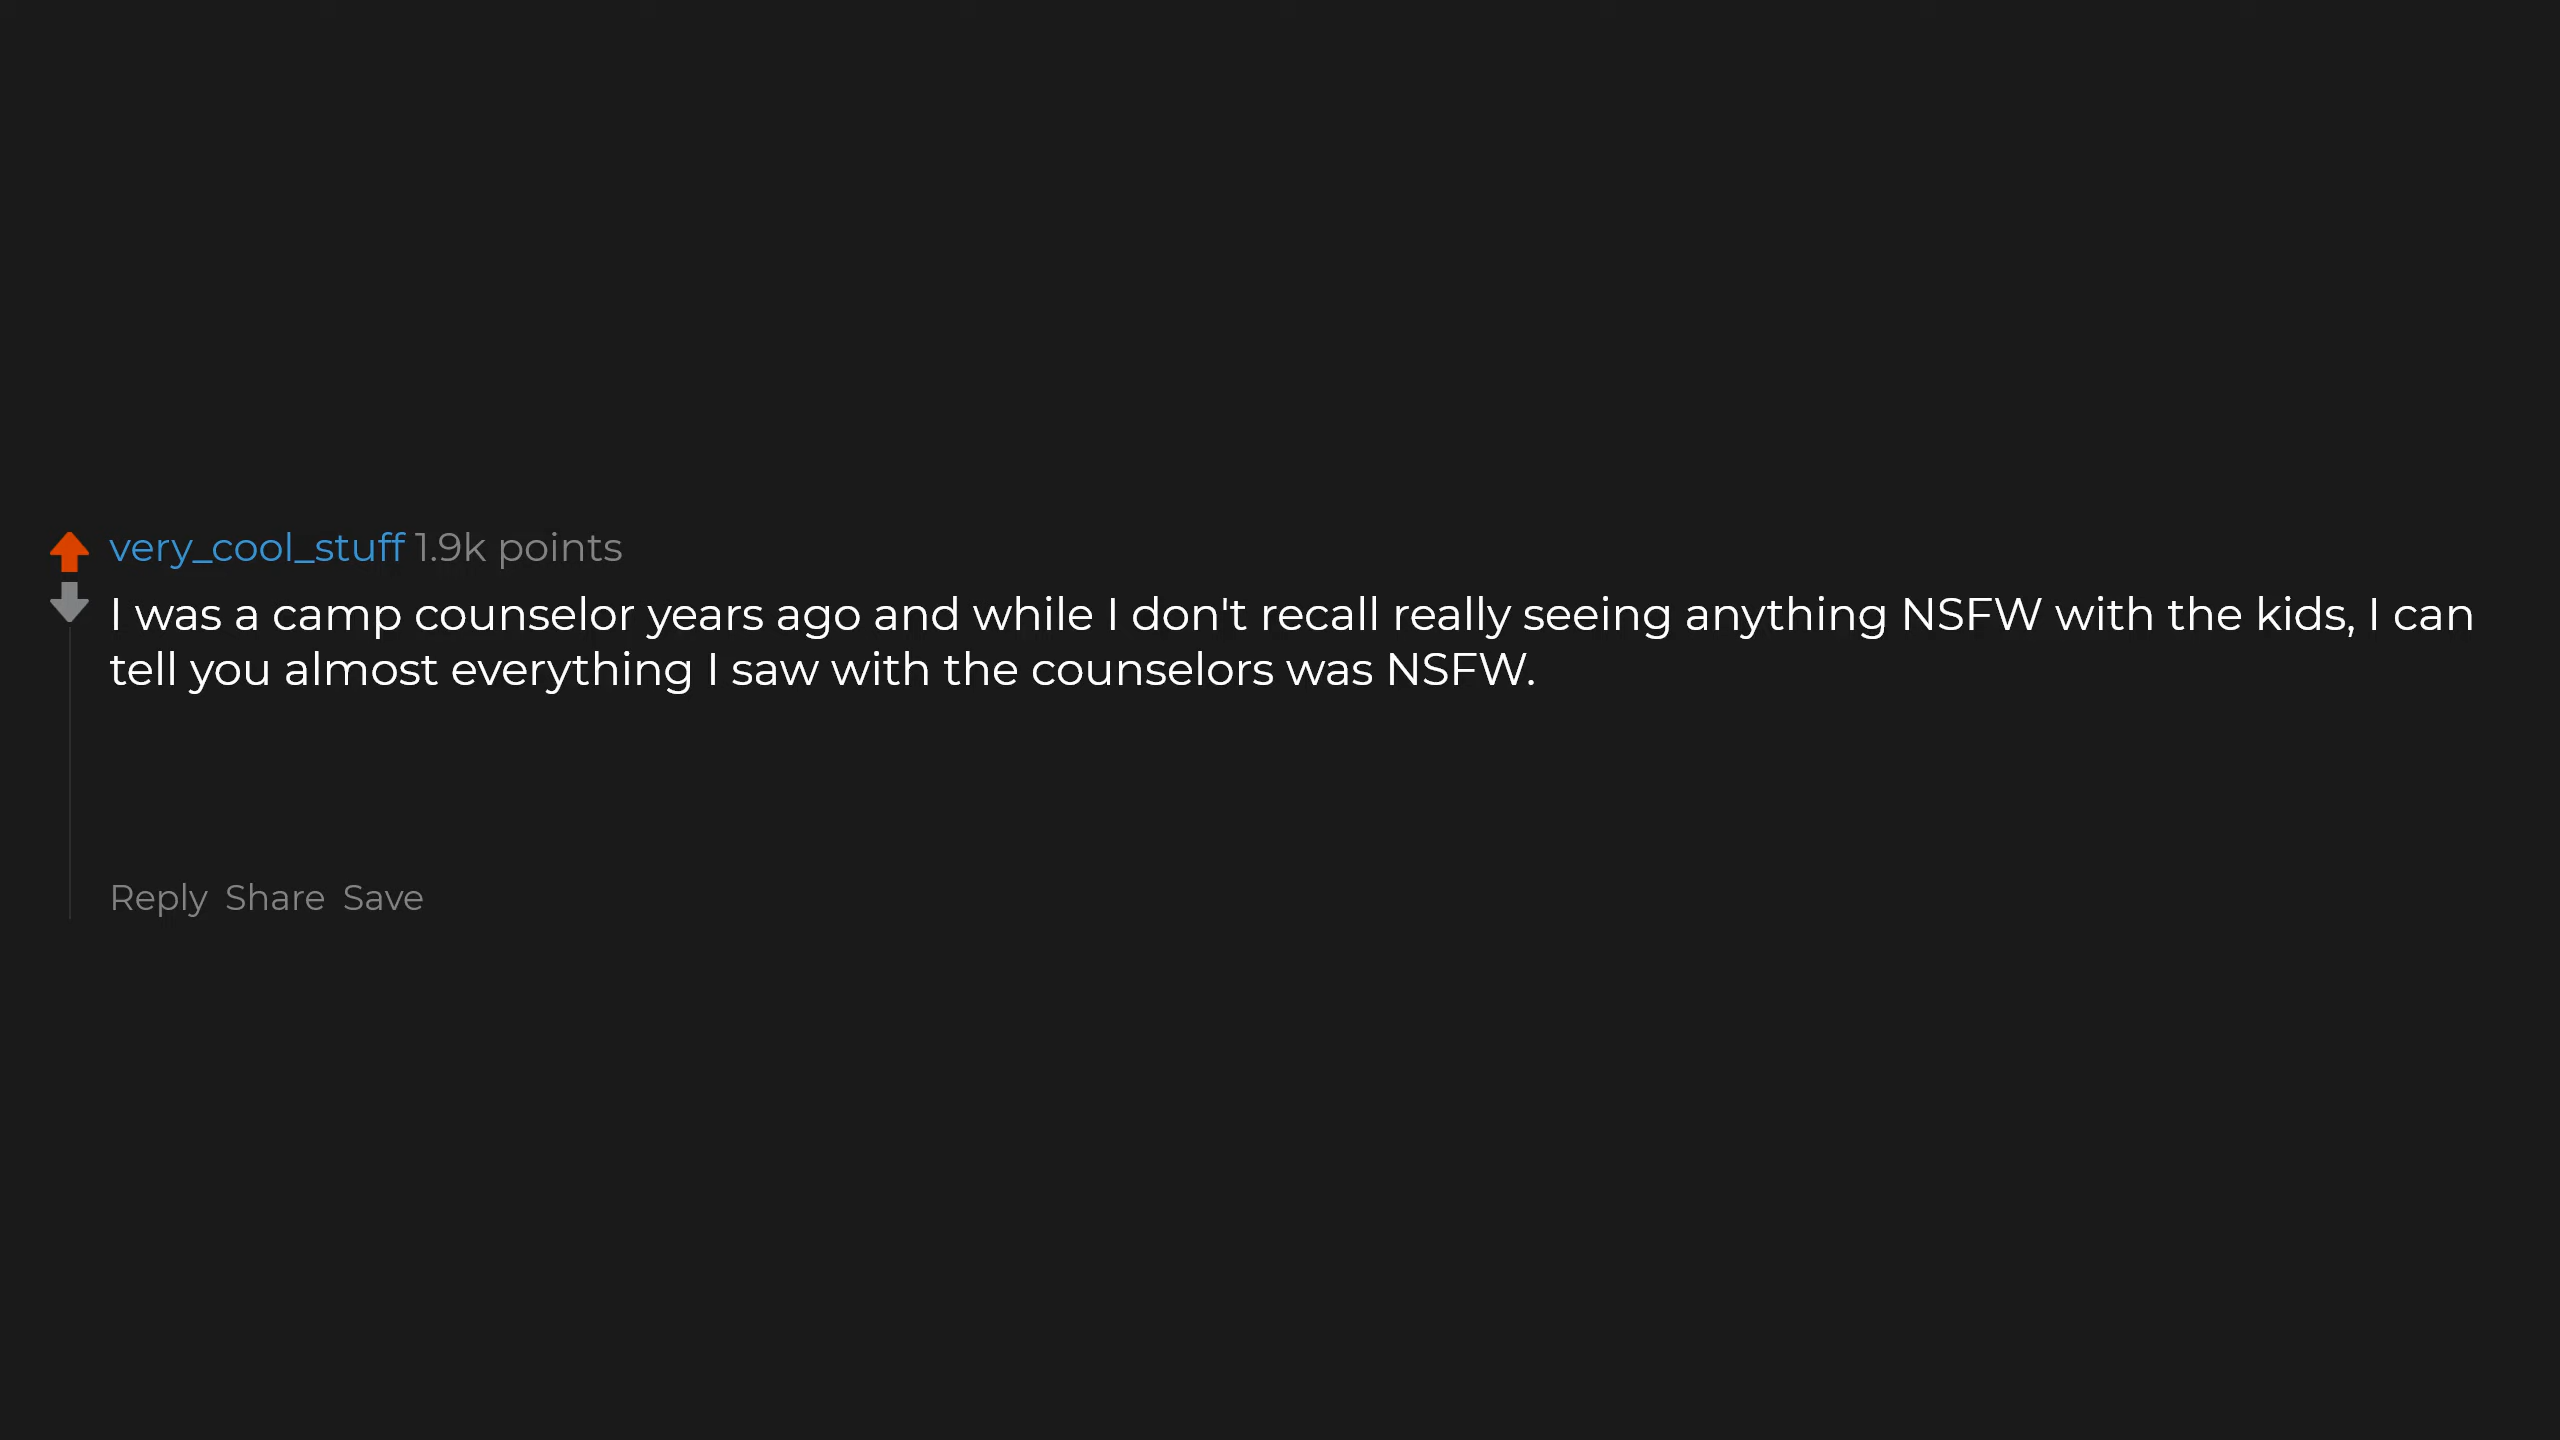 very_cool_stuff 1.9k points
I was a camp counselor years ago and while I don't recall really seeing anything NSFW with the kids, I can
tell you almost everything I saw with the counselors was NSFW.
Reply Share Save